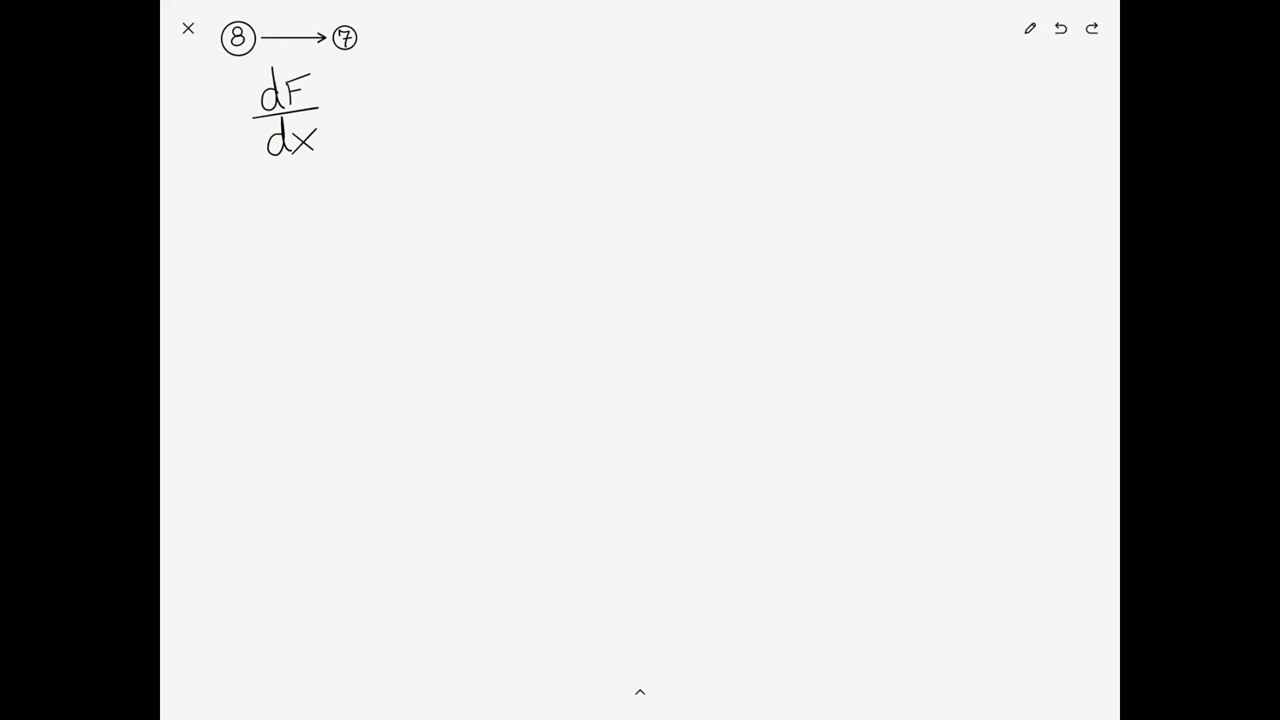 ⑧ ⟶ ⑦
dF
dx